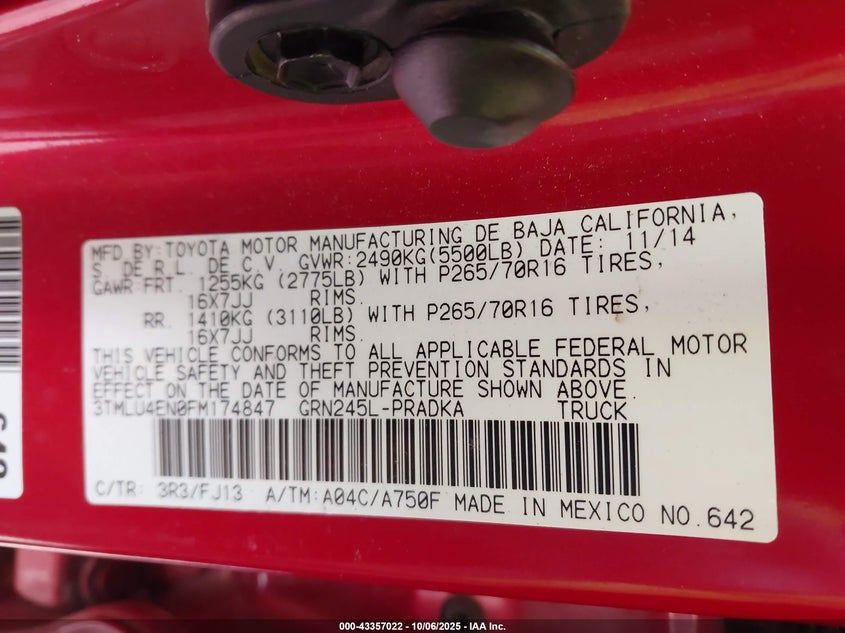 MFD BY:TOYOTA MOTOR MANUFACTURING DE BAJA CALIFORNIA,
S. DE R.L. DE C.V. GVWR:2490KG(5500LB) DATE: 11/14
GAWR:FRT. 1255KG (2775LB) WITH P265/70R16 TIRES,
16X7JJ RIMS.
RR. 1410KG (3110LB) WITH P265/70R16 TIRES,
16X7JJ RIMS.
THIS VEHICLE CONFORMS TO ALL APPLICABLE FEDERAL MOTOR
VEHICLE SAFETY AND THEFT PREVENTION STANDARDS IN
EFFECT ON THE DATE OF MANUFACTURE SHOWN ABOVE.
3TMLU4EN0FM174847 GRN245L-PRADKA TRUCK
C/TR: 3R3/FJ13 A/TM:A04C/A750F MADE IN MEXICO NO.642
000-43357022 - 10/06/2025 - IAA Inc.